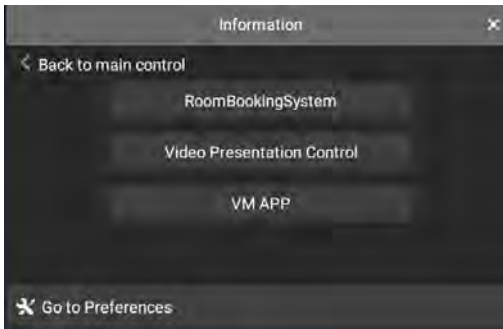 Information
Back to main control
RoomBookingSystem
Video Presentation Control
VM APP
Go to Preferences